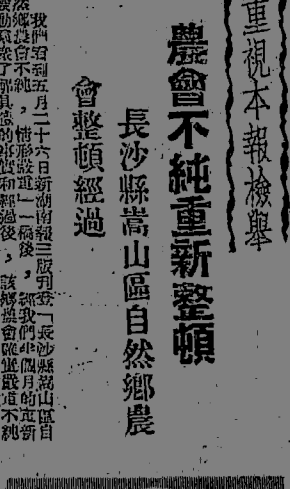 重視本報檢舉
農會不純重新整頓
長沙縣嵩山區自然鄉農
會整頓經過
我們看到五月二十六日新湖南報三版刊登「長沙縣嵩山區自
然鄉農會不純，情形嚴重」一稿後，經我們半個月的重新